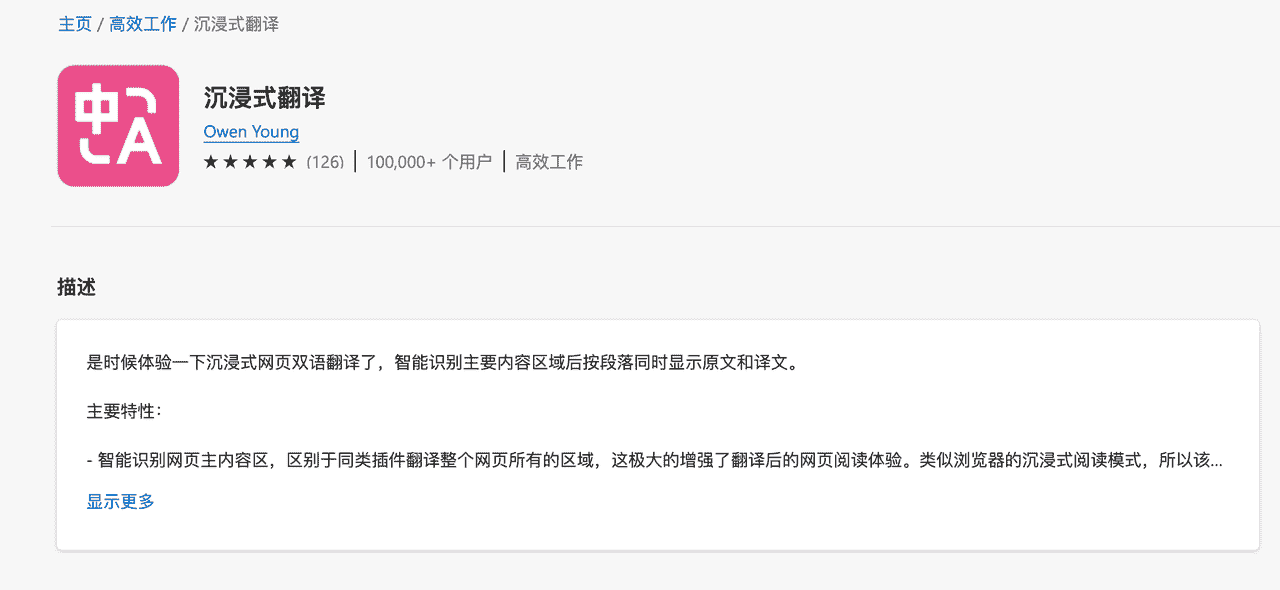 主页 / 高效工作 / 沉浸式翻译
中 A
沉浸式翻译
Owen Young
★★★★★ (126) | 100,000+ 个用户 | 高效工作
描述
是时候体验一下沉浸式网页双语翻译了，智能识别主要内容区域后按段落同时显示原文和译文。
主要特性：
- 智能识别网页主内容区，区别于同类插件翻译整个网页所有的区域，这极大的增强了翻译后的网页阅读体验。类似浏览器的沉浸式阅读模式，所以该...
显示更多